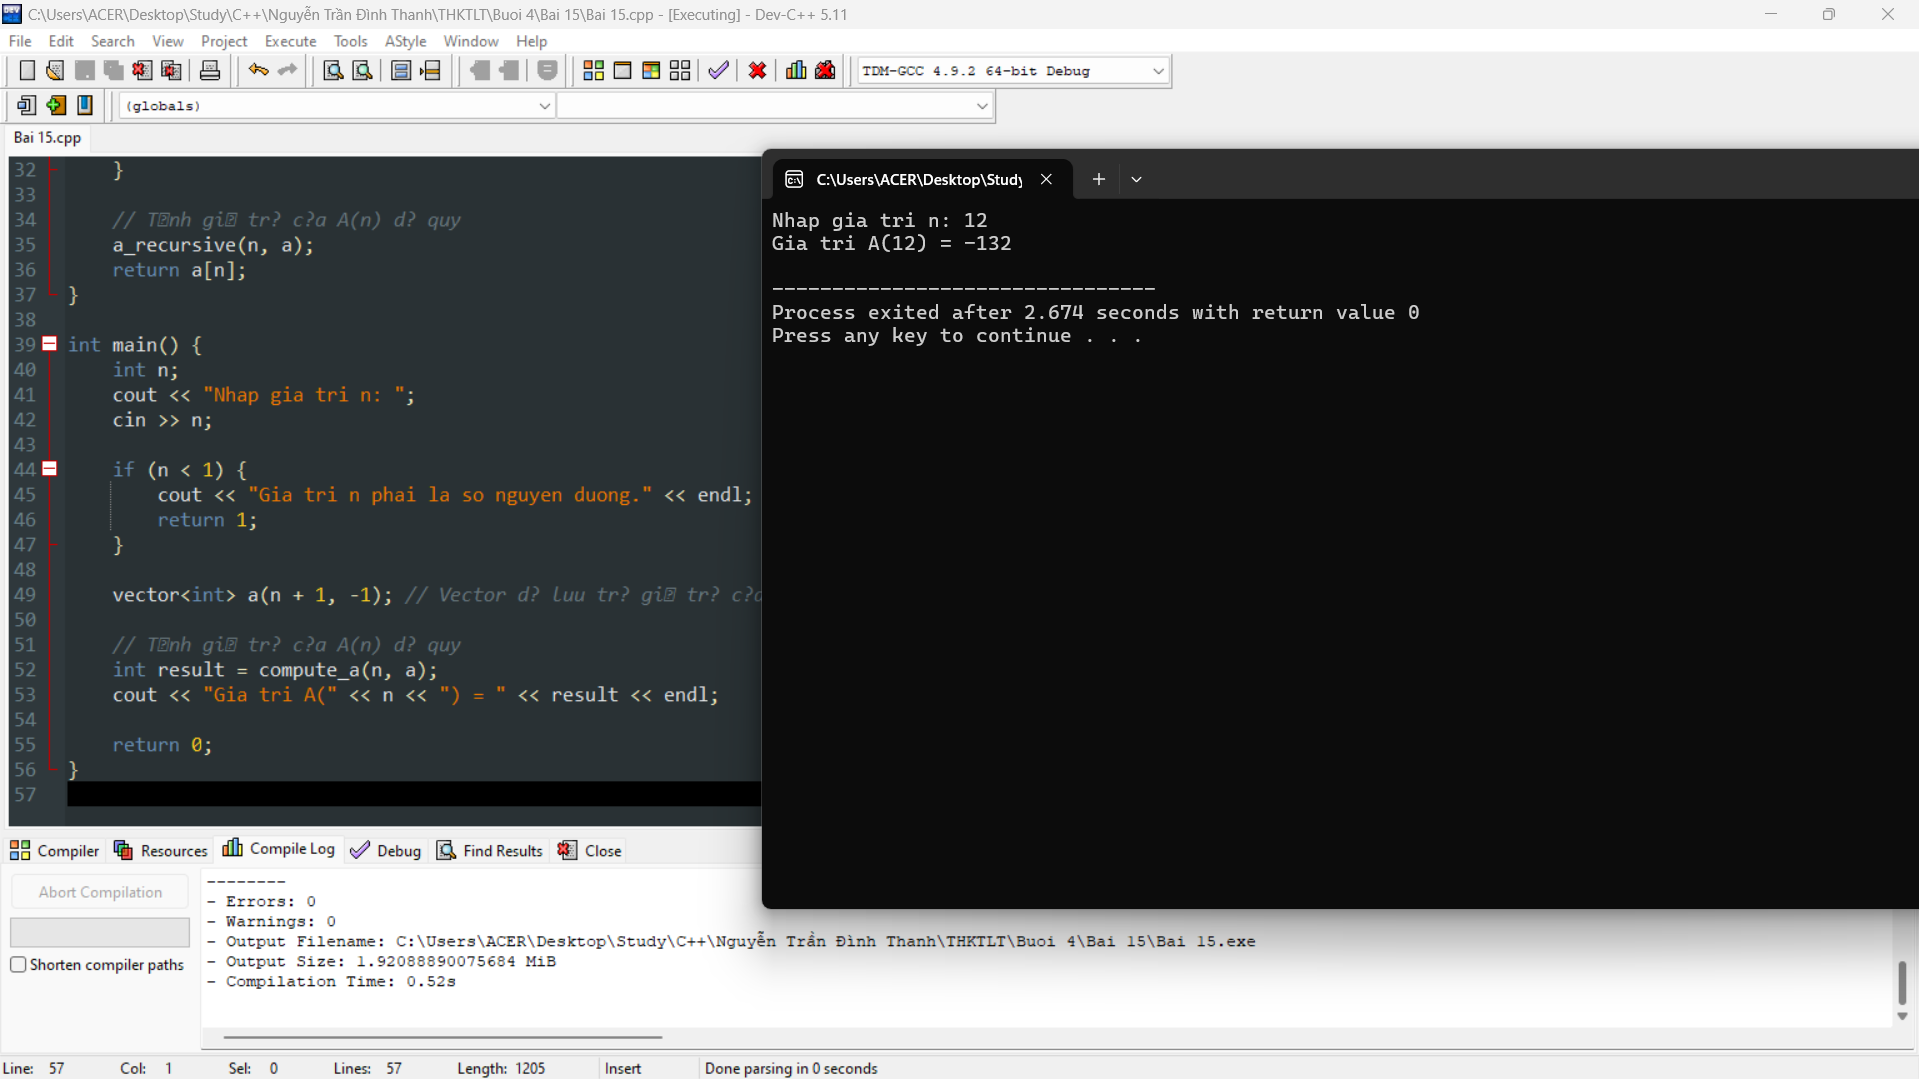 C:\Users\ACER\Desktop\Study\C++\Nguyễn Trần Đình Thanh\THKTLT\Buoi 4\Bai 15\Bai 15.cpp - [Executing] - Dev-C++ 5.11
File Edit Search View Project Execute Tools AStyle Window Help
TDM-GCC 4.9.2 64-bit Debug
(globals)
Bai 15.cpp
32 }
33
34 // T�nh gi� tr? c?a A(n) d? quy
35 a_recursive(n, a);
36 return a[n];
37 }
38
39 int main() {
40 int n;
41 cout << "Nhap gia tri n: ";
42 cin >> n;
43
44 if (n < 1) {
45 cout << "Gia tri n phai la so nguyen duong." << endl;
46 return 1;
47 }
48
49 vector<int> a(n + 1, -1); // Vector d? luu tr? gi� tr? c?a
50
51 // T�nh gi� tr? c?a A(n) d? quy
52 int result = compute_a(n, a);
53 cout << "Gia tri A(" << n << ") = " << result << endl;
54
55 return 0;
56 }
57
C:\Users\ACER\Desktop\Study
Nhap gia tri n: 12
Gia tri A(12) = -132
--------------------------------
Process exited after 2.674 seconds with return value 0
Press any key to continue . . .
Compiler Resources Compile Log Debug Find Results Close
Abort Compilation
Shorten compiler paths
--------
- Errors: 0
- Warnings: 0
- Output Filename: C:\Users\ACER\Desktop\Study\C++\Nguyễn Trần Đình Thanh\THKTLT\Buoi 4\Bai 15\Bai 15.exe
- Output Size: 1.92088890075684 MiB
- Compilation Time: 0.52s
Line: 57 Col: 1 Sel: 0 Lines: 57 Length: 1205 Insert Done parsing in 0 seconds